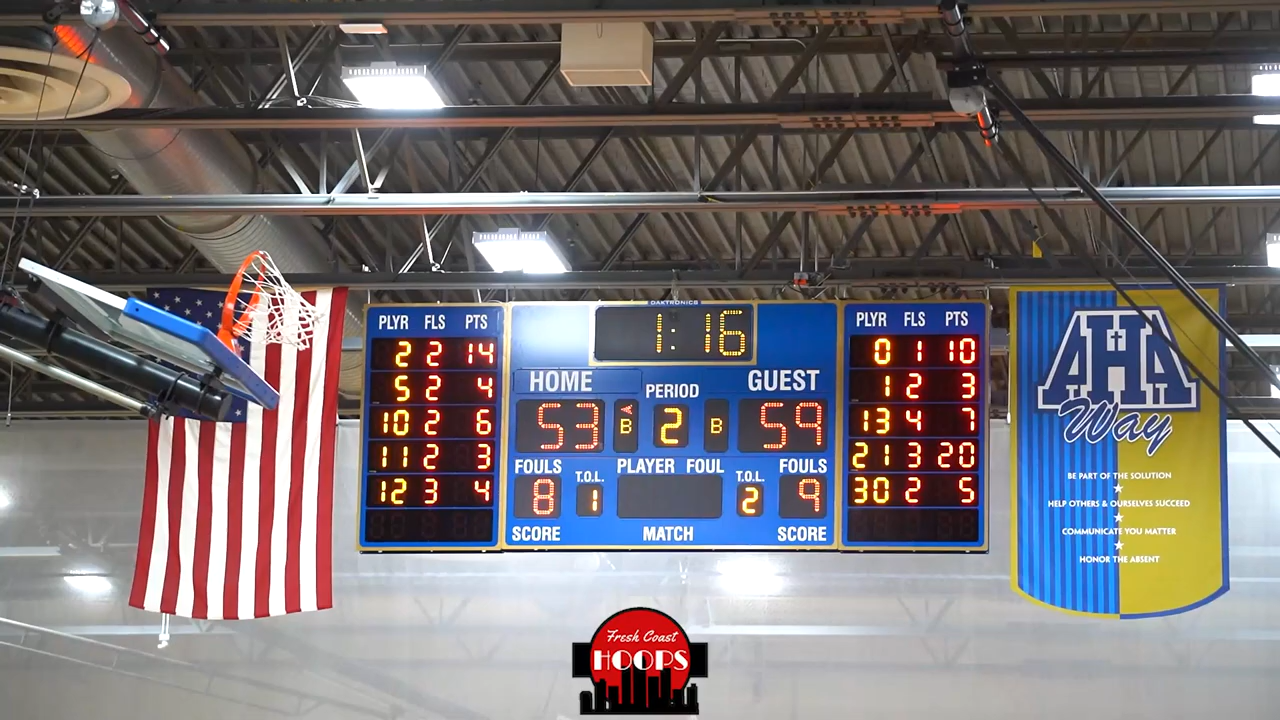 DAKTRONICS
PLYR FLS PTS
2 2 14
5 2 4
10 2 6
11 2 3
12 3 4
1:16
HOME PERIOD GUEST
53 B 2 B 59
FOULS T.O.L. PLAYER FOUL T.O.L. FOULS
8 1 2 9
SCORE MATCH SCORE
PLYR FLS PTS
0 1 10
1 2 3
13 4 7
21 3 20
30 2 5
AHA
Way
BE PART OF THE SOLUTION
HELP OTHERS & OURSELVES SUCCEED
COMMUNICATE YOU MATTER
HONOR THE ABSENT
Fresh Coast
HOOPS